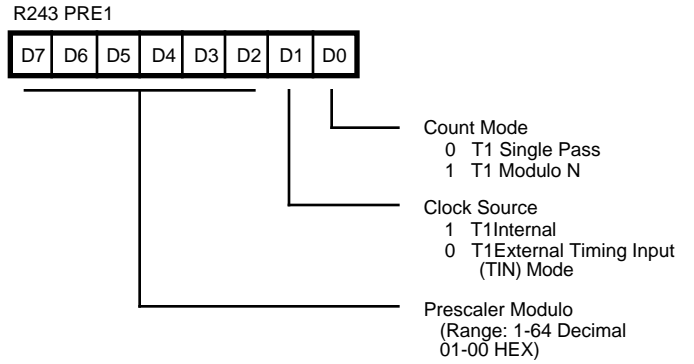 R243 PRE1
D7 D6 D5 D4 D3 D2 D1 D0
Count Mode
0 T1 Single Pass
1 T1 Modulo N
Clock Source
1 T1Internal
0 T1External Timing Input
(TIN) Mode
Prescaler Modulo
(Range: 1-64 Decimal
01-00 HEX)